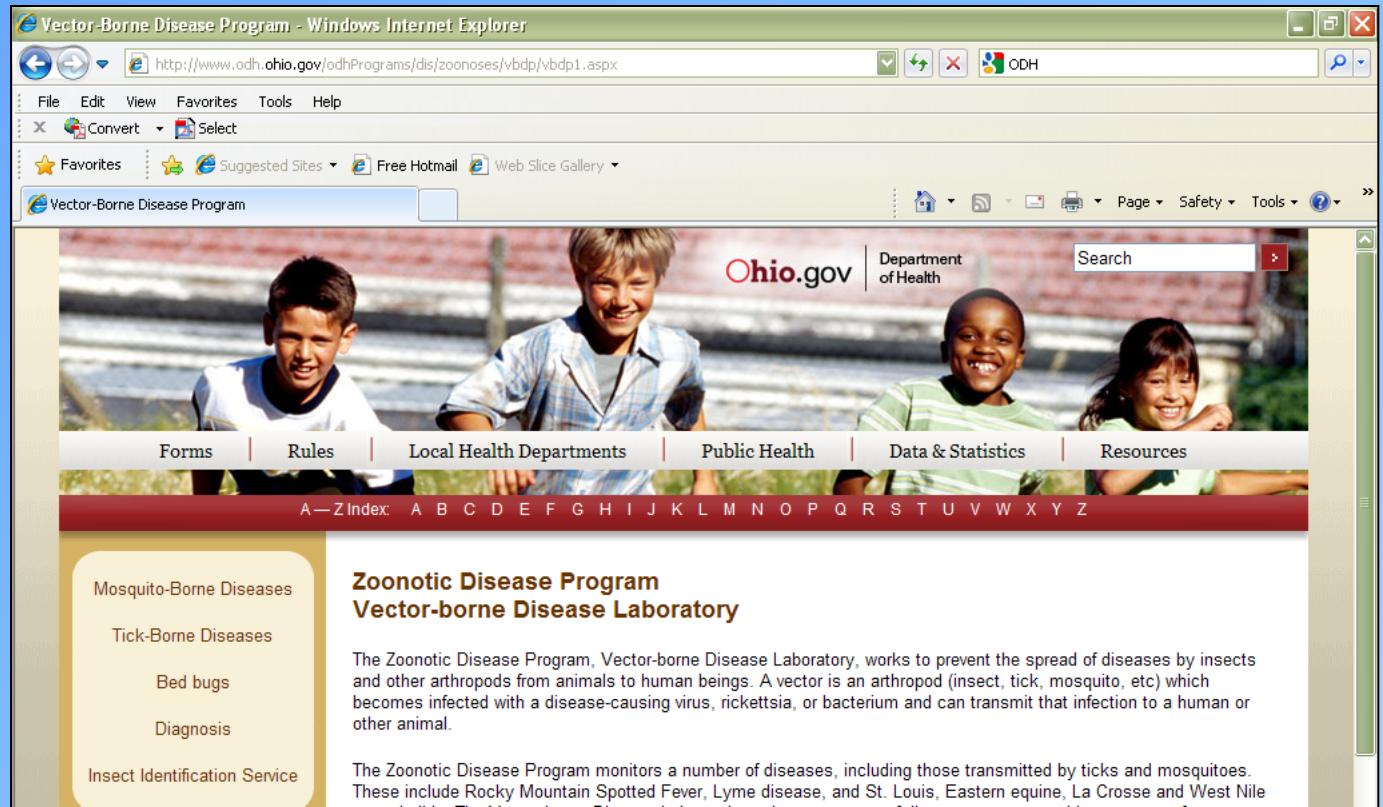 Vector-Borne Disease Program - Windows Internet Explorer
http://www.odh.ohio.gov/odhPrograms/dis/zoonoses/vbdp/vbdp1.aspx
ODH
File Edit View Favorites Tools Help
x Convert Select
Favorites Suggested Sites Free Hotmail Web Slice Gallery
Vector-Borne Disease Program
Page Safety Tools »
Ohio.gov
Department
of Health
Search
Forms Rules Local Health Departments Public Health Data & Statistics Resources
A — Z Index: A B C D E F G H I J K L M N O P Q R S T U V W X Y Z
Mosquito-Borne Diseases
Tick-Borne Diseases
Bed bugs
Diagnosis
Insect Identification Service
Zoonotic Disease Program
Vector-borne Disease Laboratory
The Zoonotic Disease Program, Vector-borne Disease Laboratory, works to prevent the spread of diseases by insects
and other arthropods from animals to human beings. A vector is an arthropod (insect, tick, mosquito, etc) which
becomes infected with a disease-causing virus, rickettsia, or bacterium and can transmit that infection to a human or
other animal.
The Zoonotic Disease Program monitors a number of diseases, including those transmitted by ticks and mosquitoes.
These include Rocky Mountain Spotted Fever, Lyme disease, and St. Louis, Eastern equine, La Crosse and West Nile